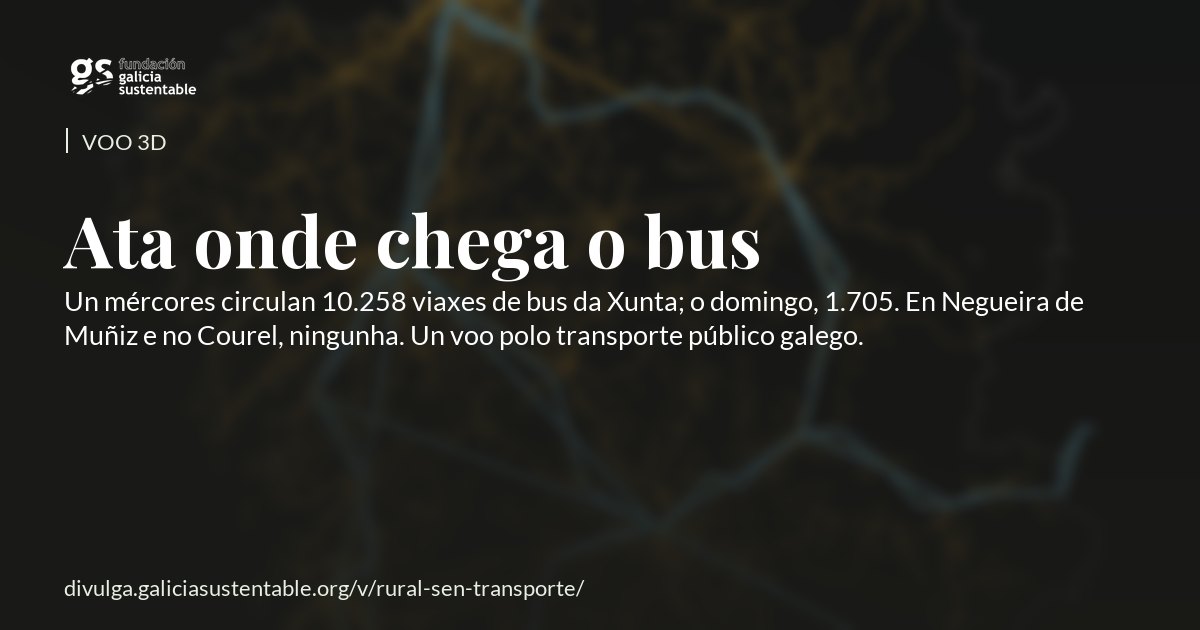 gs fundación
galicia
sustentable
VOO 3D
Ata onde chega o bus
Un mércores circulan 10.258 viaxes de bus da Xunta; o domingo, 1.705. En Negueira de
Muñiz e no Courel, ningunha. Un voo polo transporte público galego.
divulga.galiciasustentable.org/v/rural-sen-transporte/